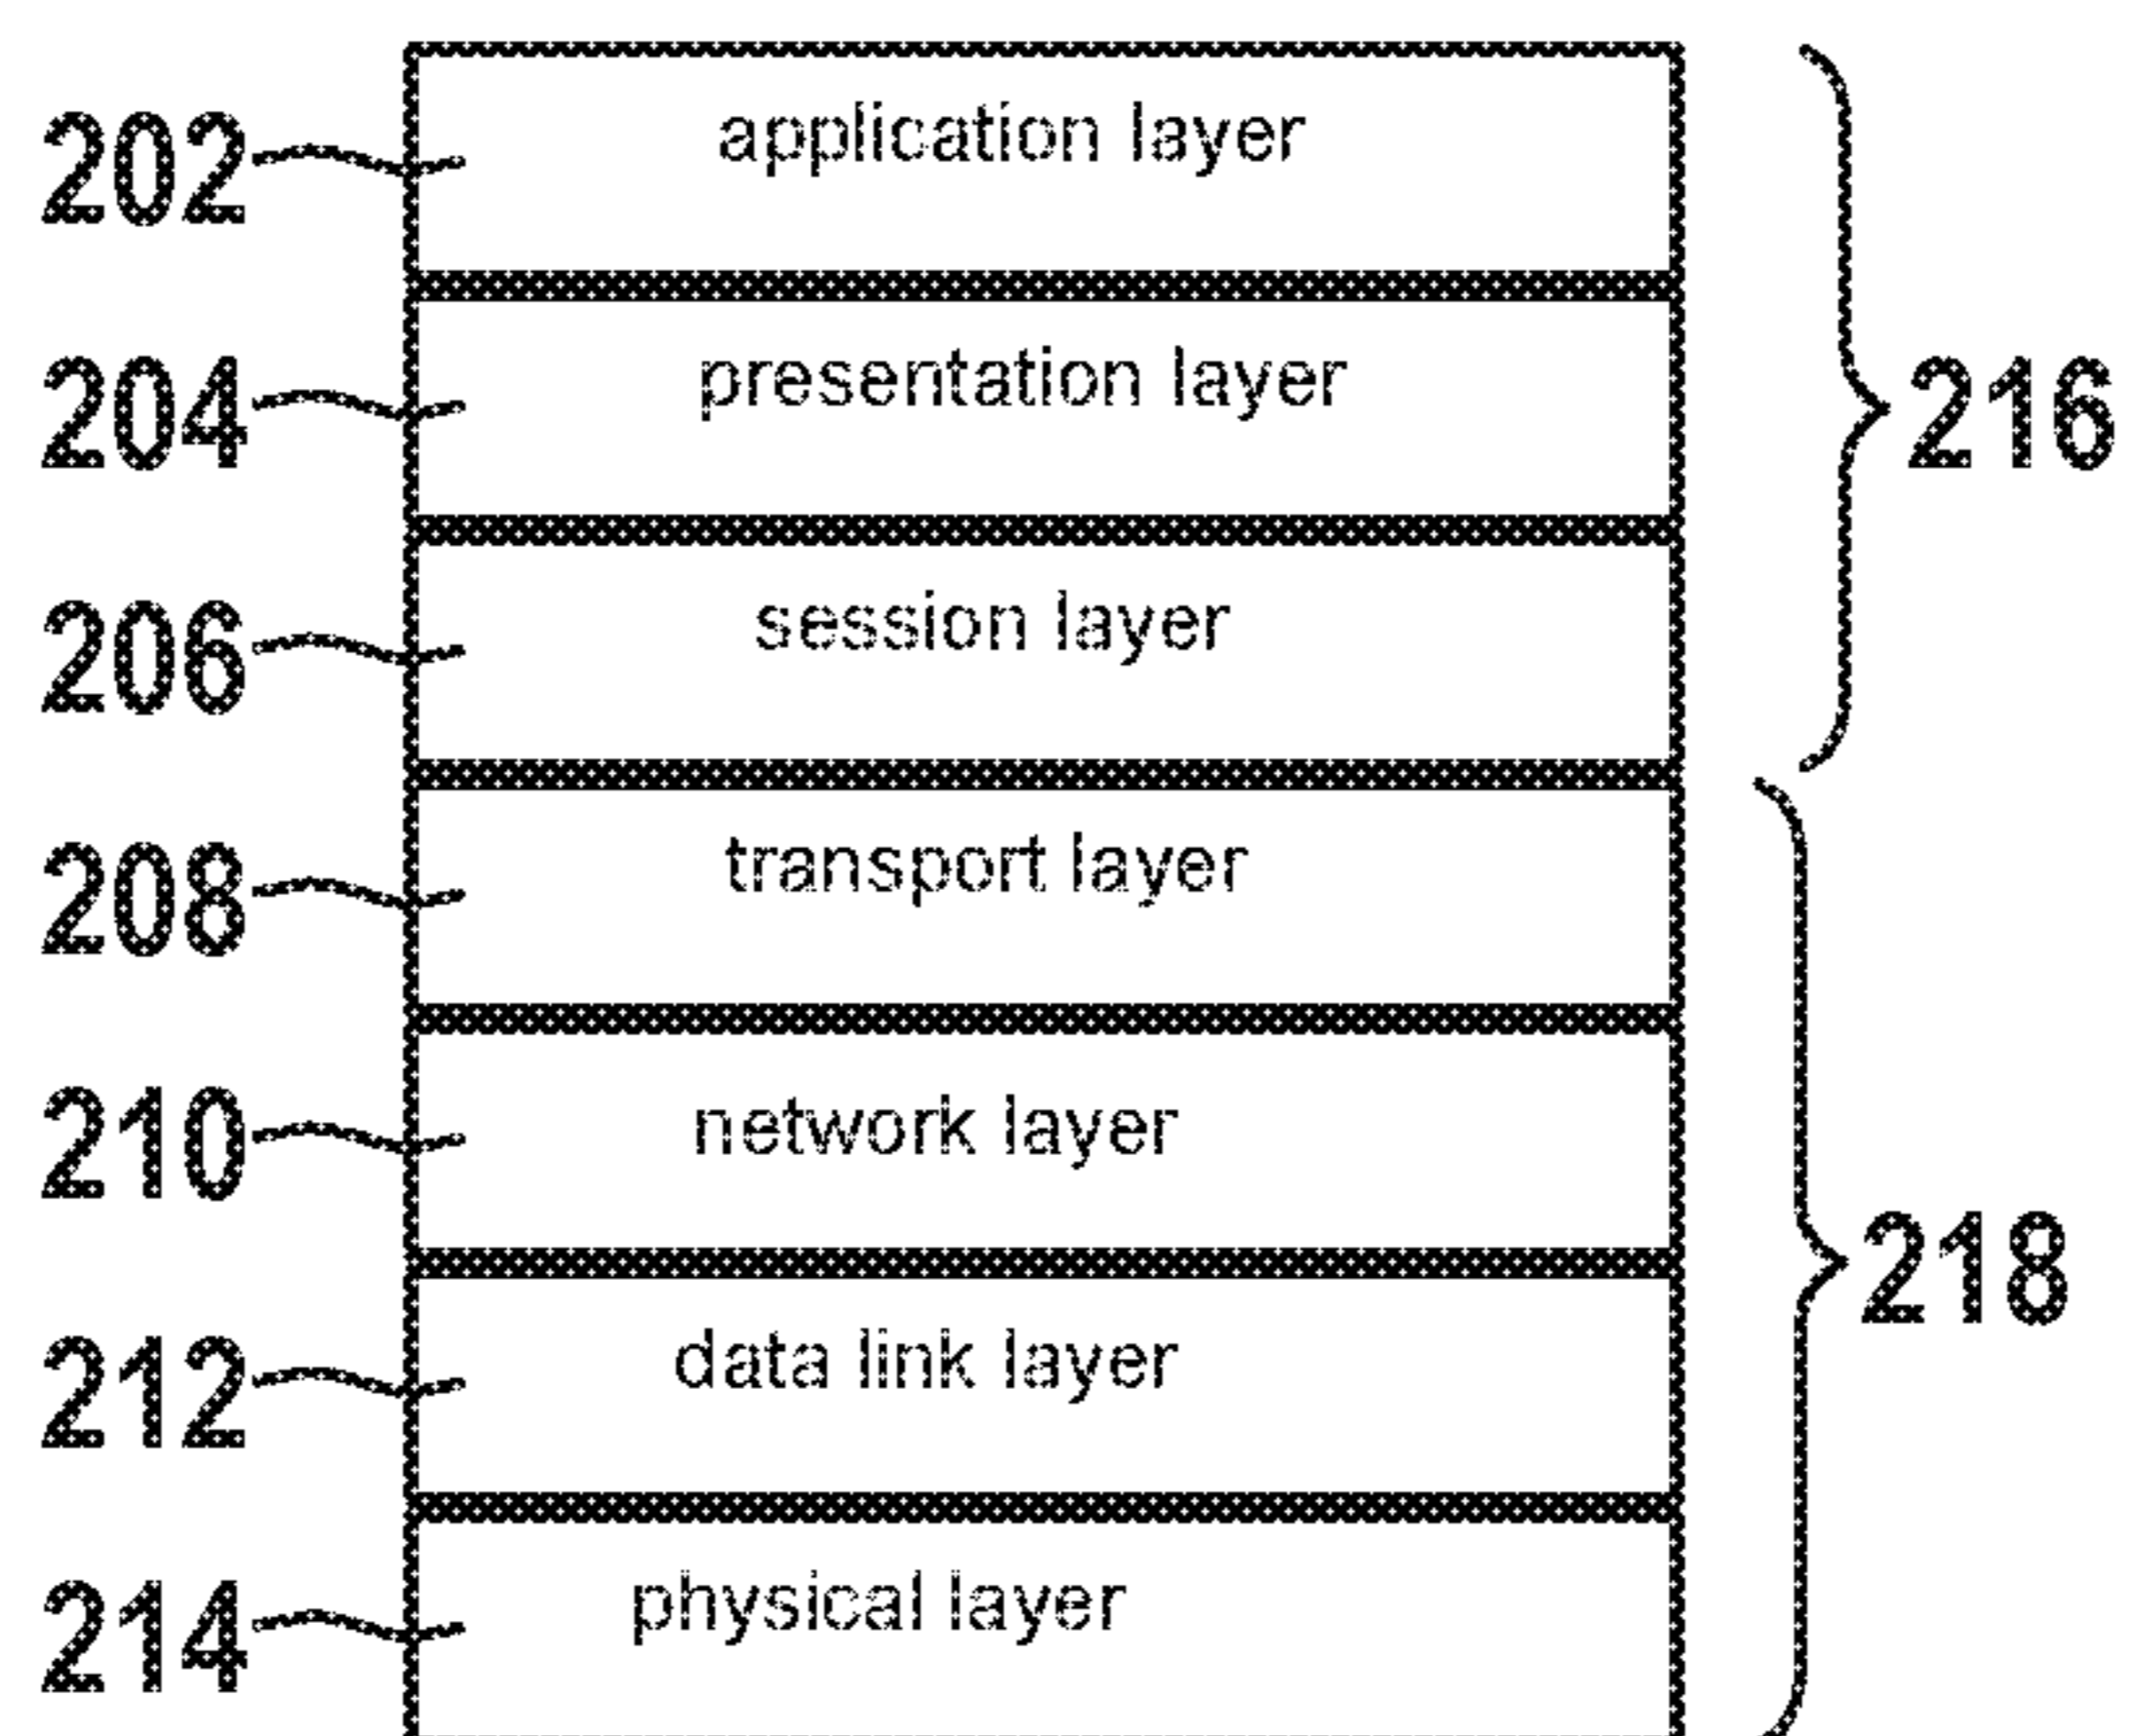 202 application layer
204 presentation layer
216
206 session layer
208 transport layer
210 network layer
218
212 data link layer
214 physical layer